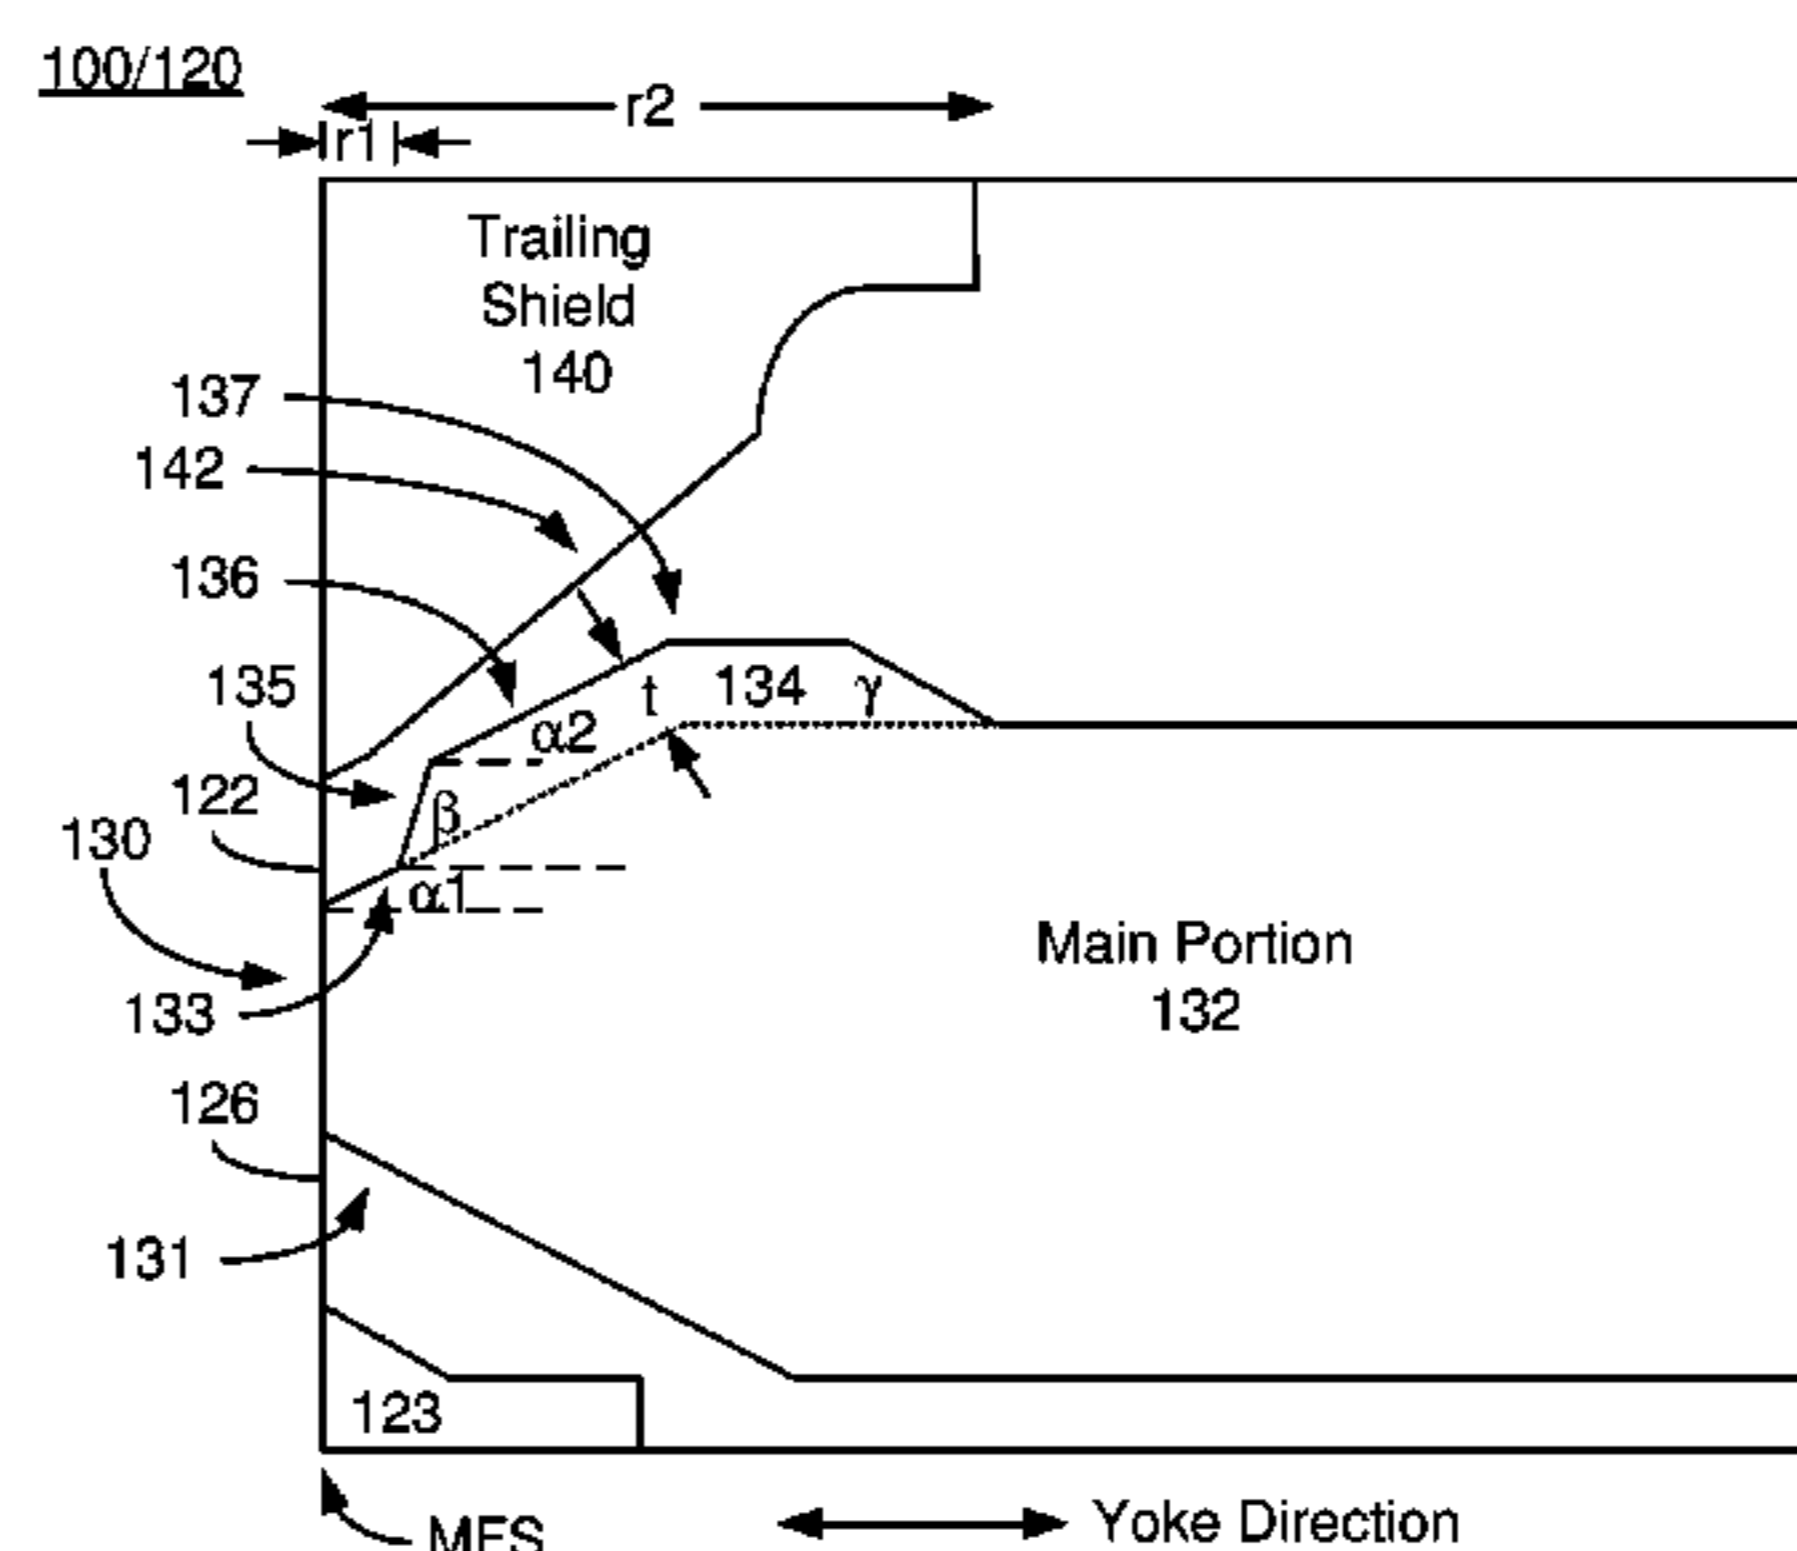 100/120
r2
r1
Trailing
Shield
140
137
142
136
135
134
γ
t
α2
122
β
130
α1
Main Portion
132
133
126
131
123
MFS
Yoke Direction